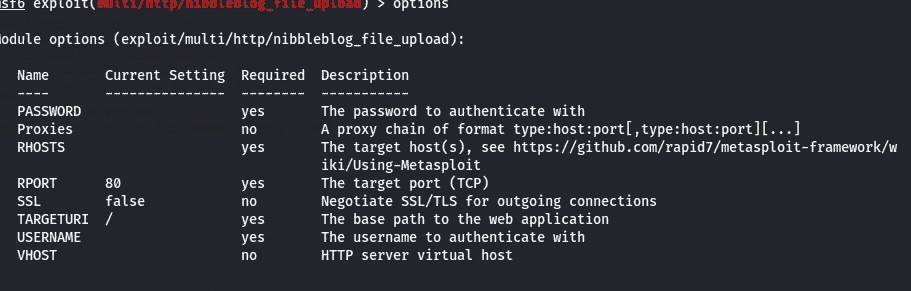 msf6 exploit(multi/http/nibbleblog_file_upload) > options
Module options (exploit/multi/http/nibbleblog_file_upload):
Name Current Setting Required Description
---- --------------- -------- -----------
PASSWORD yes The password to authenticate with
Proxies no A proxy chain of format type:host:port[,type:host:port][...]
RHOSTS yes The target host(s), see https://github.com/rapid7/metasploit-framework/w
iki/Using-Metasploit
RPORT 80 yes The target port (TCP)
SSL false no Negotiate SSL/TLS for outgoing connections
TARGETURI / yes The base path to the web application
USERNAME yes The username to authenticate with
VHOST no HTTP server virtual host